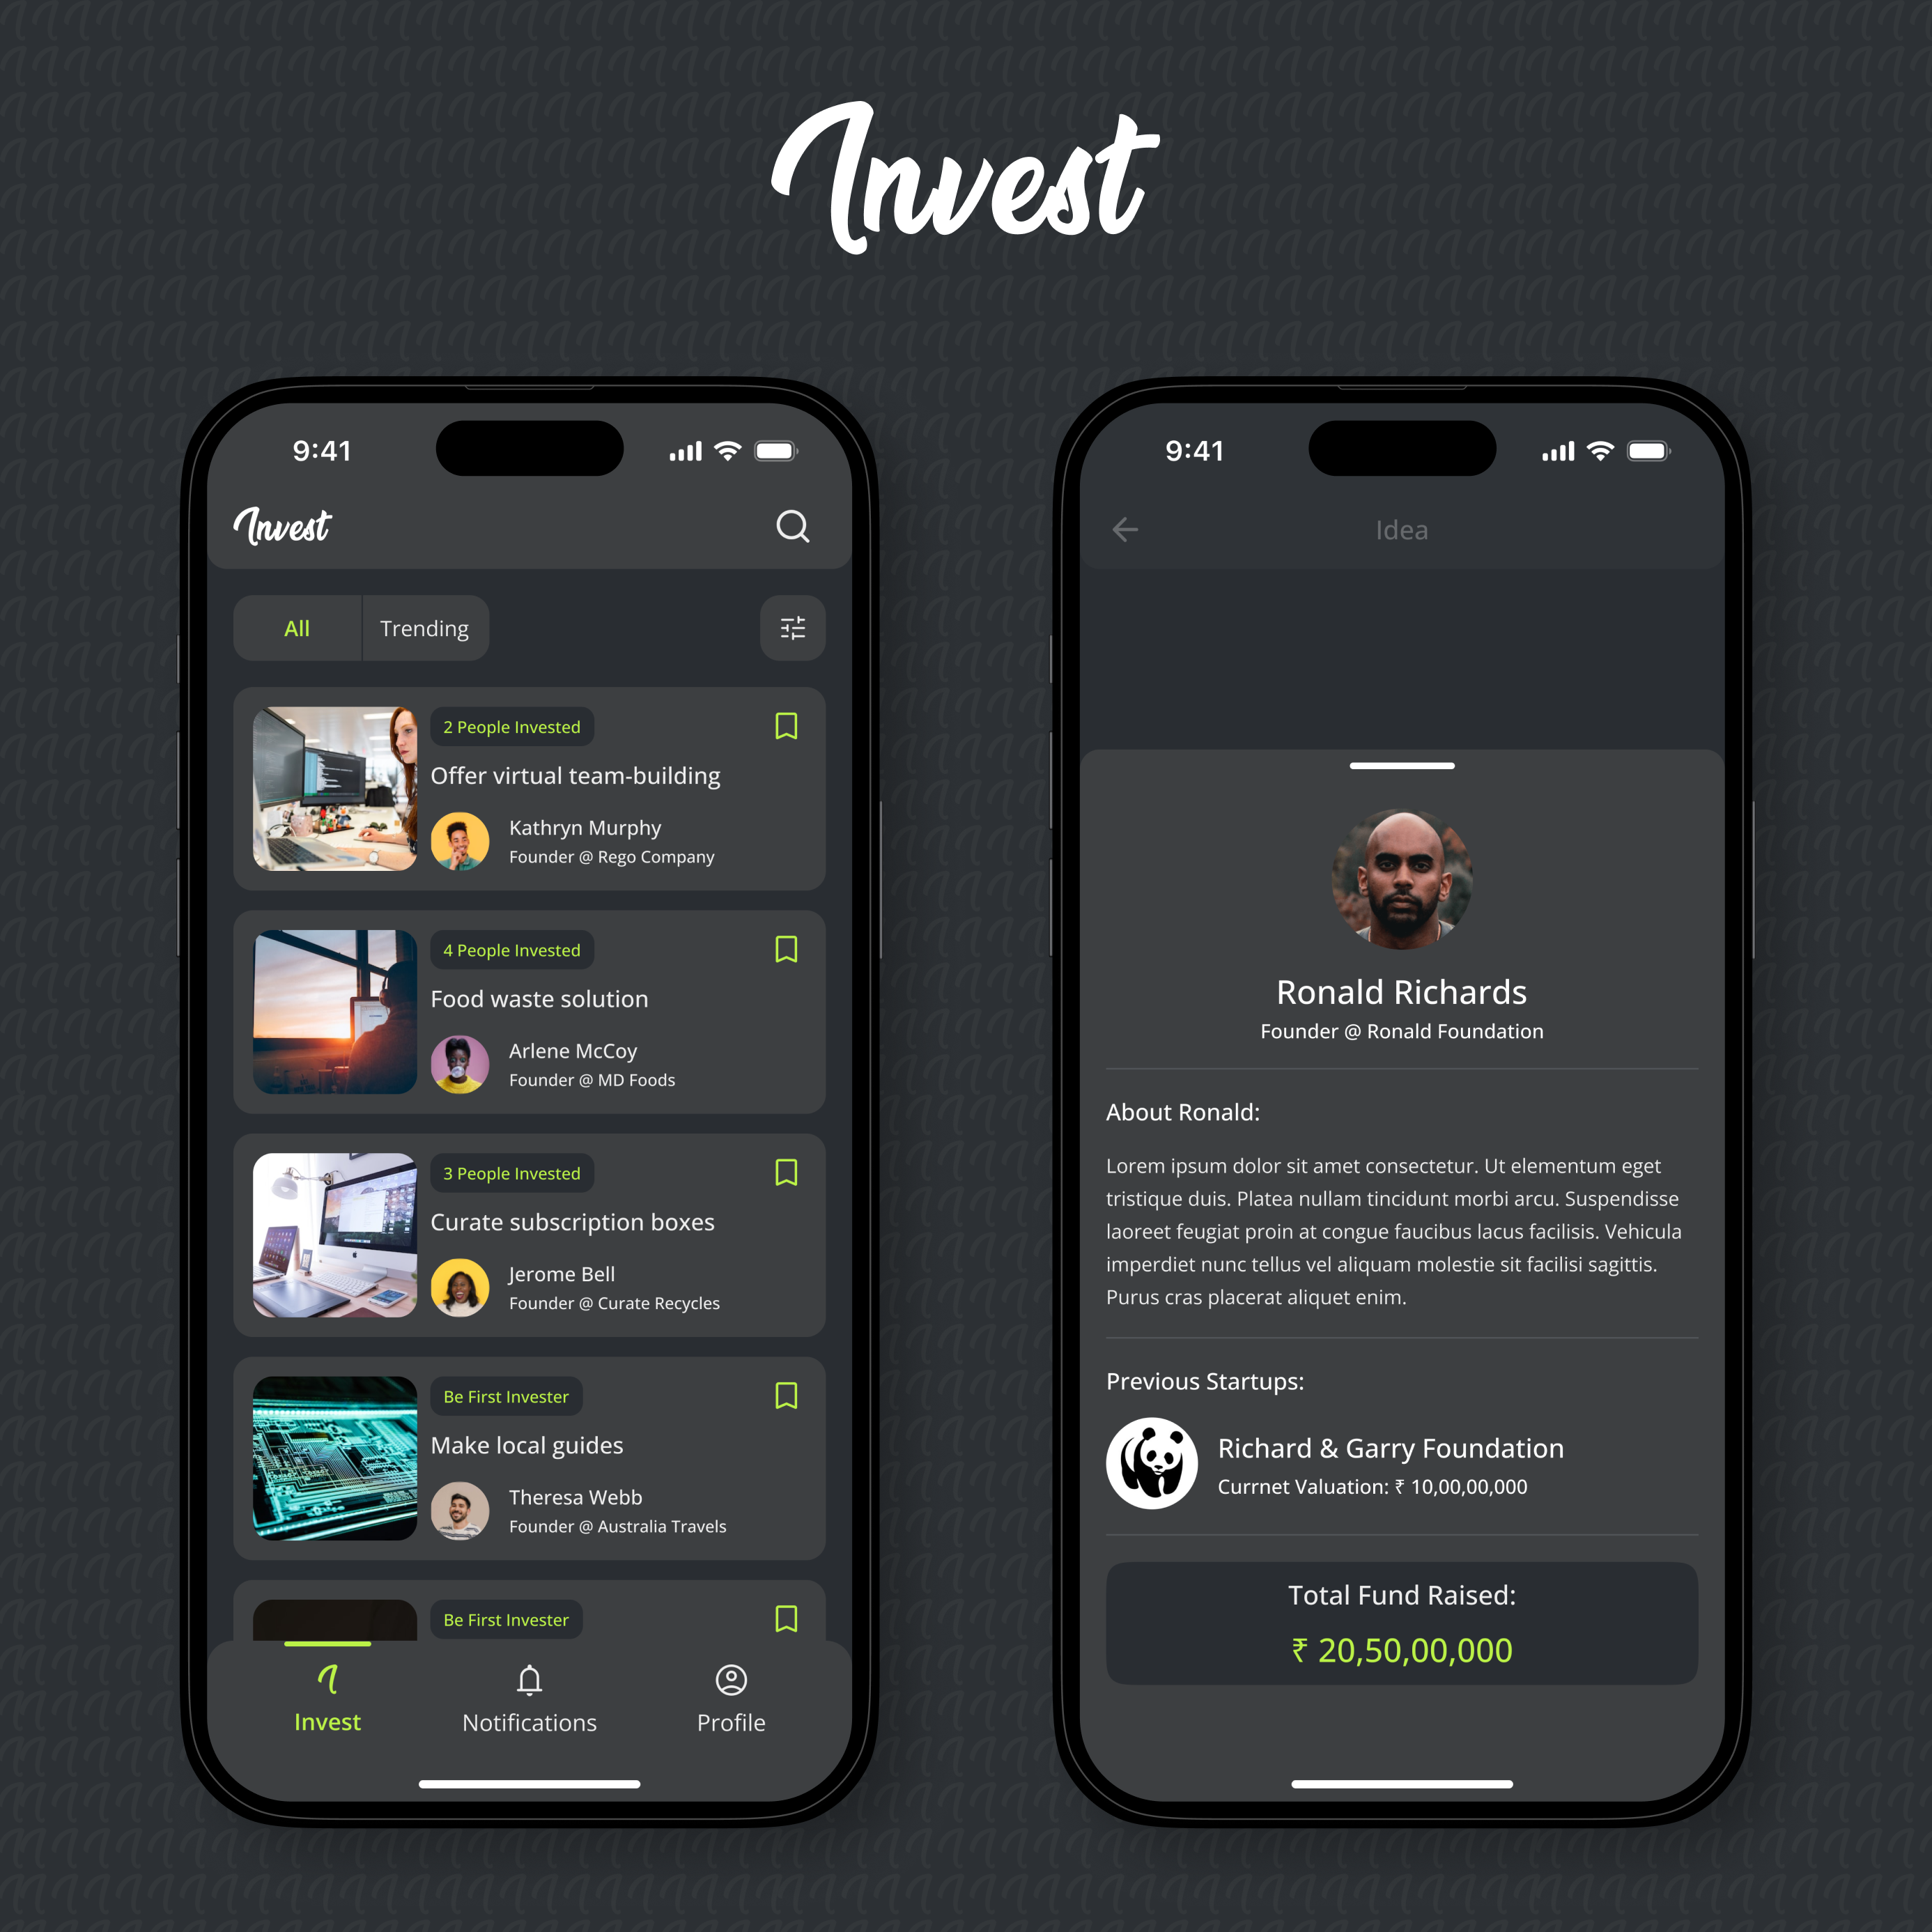 Invest
9:41
Invest
All
Trending
2 People Invested
Offer virtual team-building
Kathryn Murphy
Founder @ Rego Company
4 People Invested
Food waste solution
Arlene McCoy
Founder @ MD Foods
3 People Invested
Curate subscription boxes
Jerome Bell
Founder @ Curate Recycles
Be First Invester
Make local guides
Theresa Webb
Founder @ Australia Travels
Be First Invester
Invest
Notifications
Profile
9:41
Idea
Ronald Richards
Founder @ Ronald Foundation
About Ronald:
Lorem ipsum dolor sit amet consectetur. Ut elementum eget
tristique duis. Platea nullam tincidunt morbi arcu. Suspendisse
laoreet feugiat proin at congue faucibus lacus facilisis. Vehicula
imperdiet nunc tellus vel aliquam molestie sit facilisi sagittis.
Purus cras placerat aliquet enim.
Previous Startups:
Richard & Garry Foundation
Currnet Valuation: ₹ 10,00,00,000
Total Fund Raised:
₹ 20,50,00,000